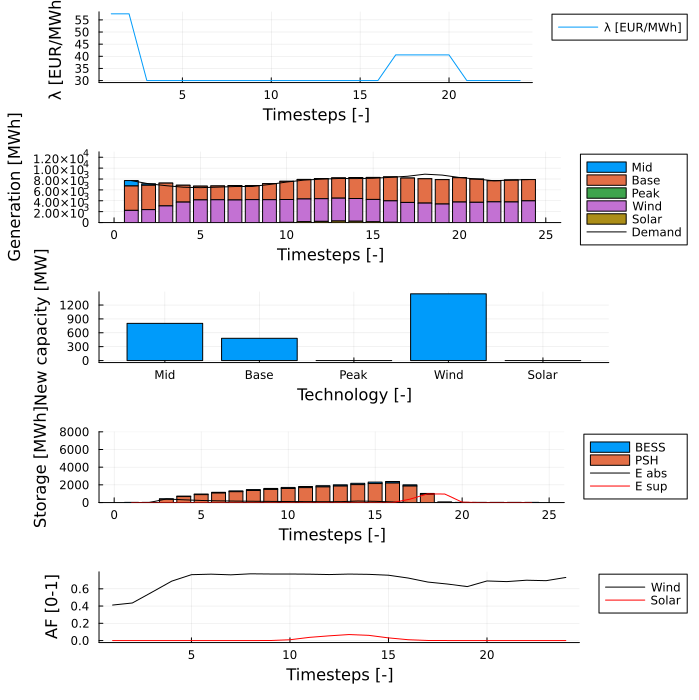 λ [EUR/MWh
55
50
45
40
35
30
5
10
15
20
Timesteps [-]
λ [EUR/MWh]
Generation [MWh]
1.20×10⁴
1.00×10⁴
8.00×10³
6.00×10³
4.00×10³
2.00×10³
0
0
5
10
15
20
25
Timesteps [-]
Mid
Base
Peak
Wind
Solar
Demand
New capacity [MW]
1200
900
600
300
0
Mid
Base
Peak
Wind
Solar
Technology [-]
Storage [MWh]
8000
6000
4000
2000
0
0
5
10
15
20
25
Timesteps [-]
BESS
PSH
E abs
E sup
AF [0-1]
0.6
0.4
0.2
0.0
5
10
15
20
Timesteps [-]
Wind
Solar